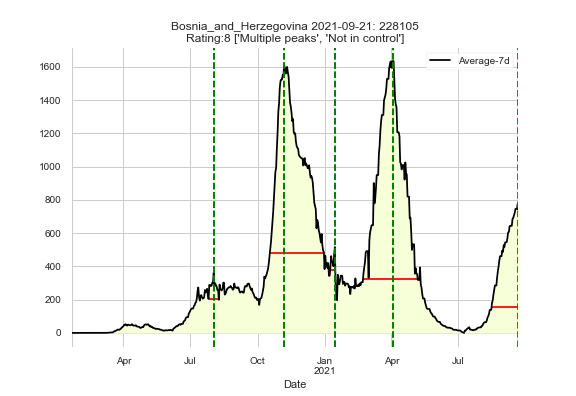 Bosnia_and_Herzegovina 2021-09-21: 228105
Rating:8 ['Multiple peaks', 'Not in control']
Average-7d
1600
1400
1200
1000
800
600
400
200
0
Apr Jul Oct Jan Apr Jul
2021
Date